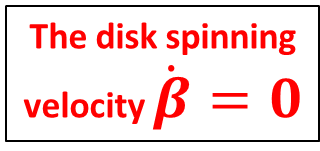 The disk spinning
velocity β̇ = 0